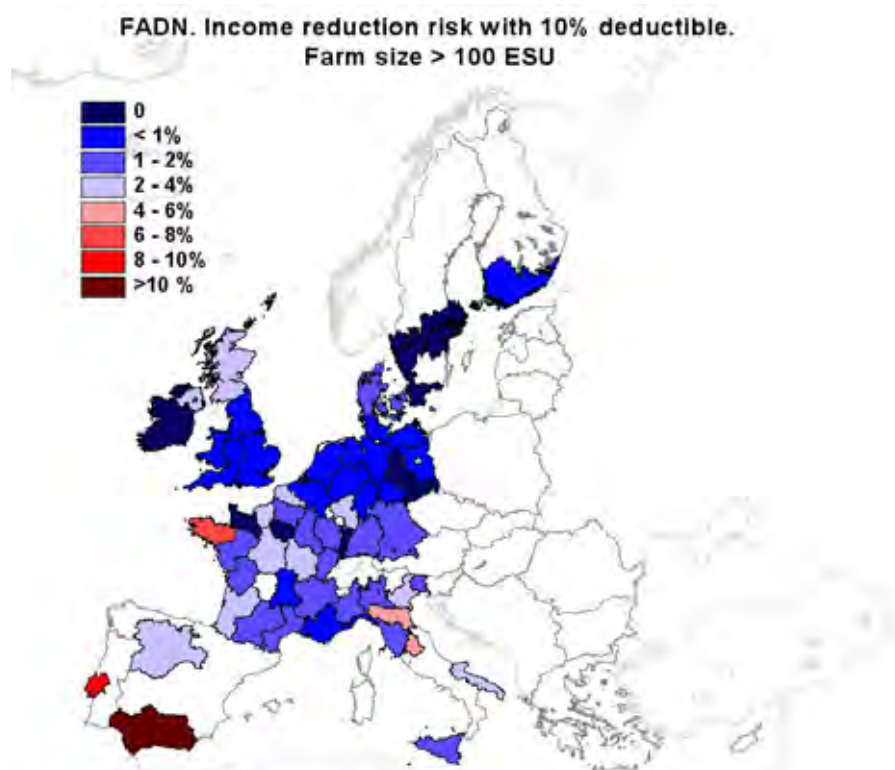 FADN. Income reduction risk with 10% deductible.
Farm size > 100 ESU
0
< 1%
1 - 2%
2 - 4%
4 - 6%
6 - 8%
8 - 10%
>10 %